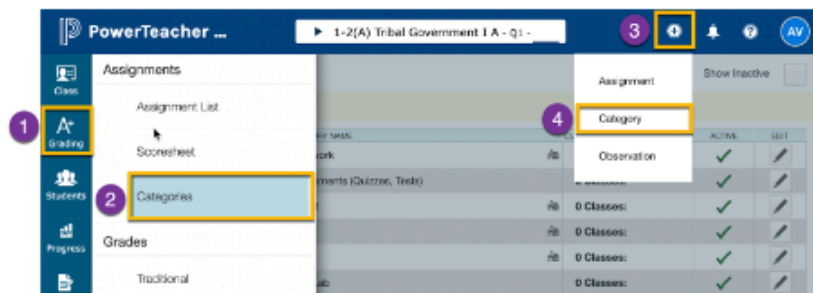 PowerTeacher ...
1-2(A) Tribal Government I A - Q1 -
3
AV
Class
Assignments
Assignment
Show Inactive
1
A+
Grading
Assignment List
4
Category
NAME
ACTIVE
EDIT
Scoresheet
Observation
Students
2
Categories
(Quizzes, Tests)
0 Classes:
0 Classes:
Progress
Grades
0 Classes:
Traditional
0 Classes: